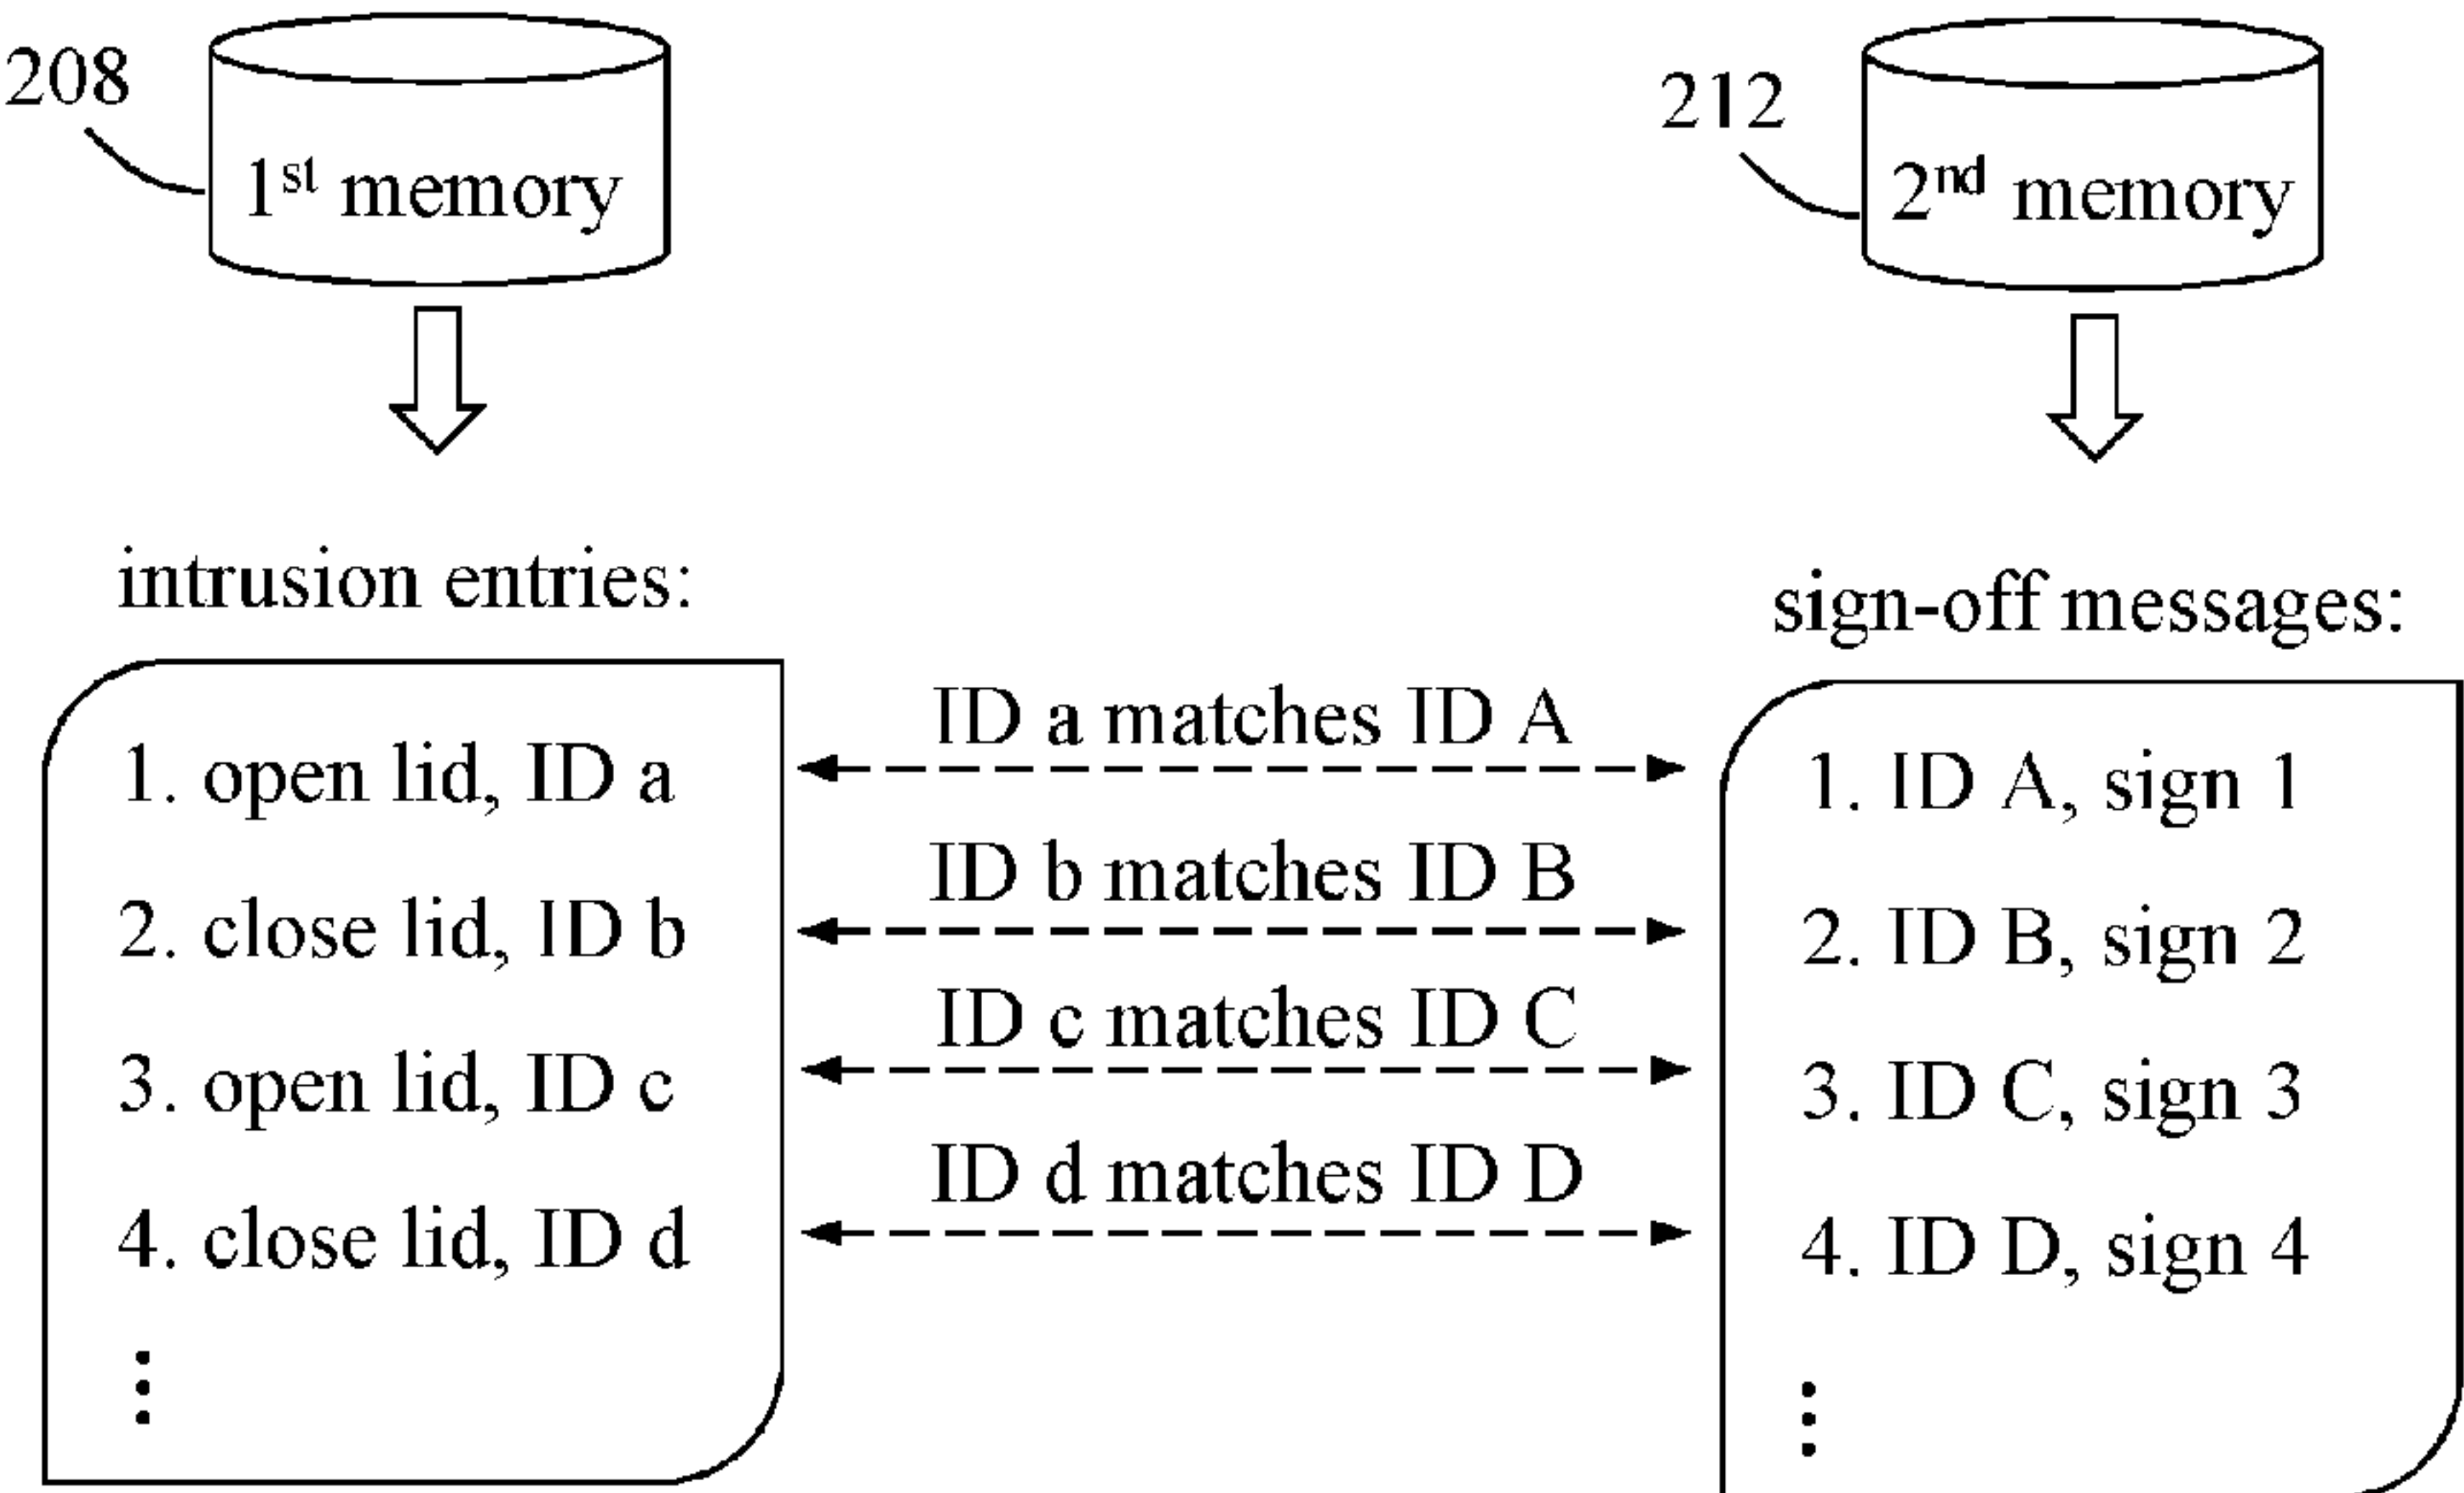 208
1st memory
212
2nd memory
intrusion entries:
1. open lid, ID a
2. close lid, ID b
3. open lid, ID c
4. close lid, ID d
ID a matches ID A
ID b matches ID B
ID c matches ID C
ID d matches ID D
sign-off messages:
1. ID A, sign 1
2. ID B, sign 2
3. ID C, sign 3
4. ID D, sign 4